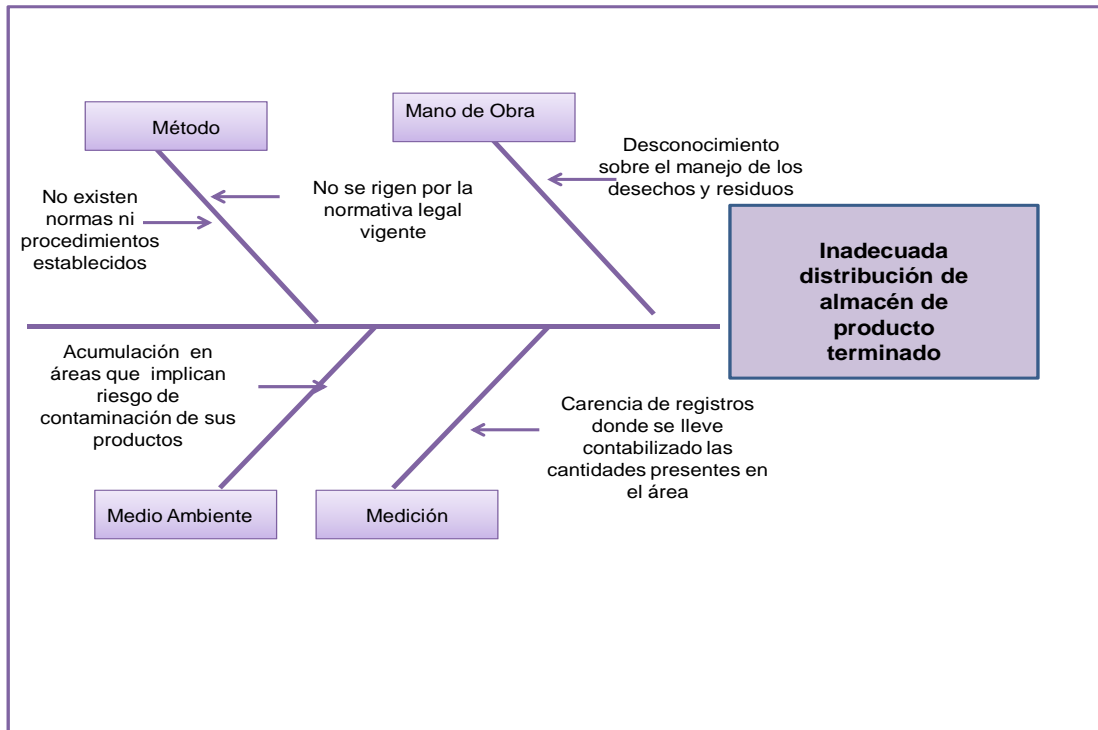 Método
Mano de Obra
Desconocimiento
sobre el manejo de los
desechos y residuos
No existen
normas ni
procedimientos
establecidos
No se rigen por la
normativa legal
vigente
Inadecuada
distribución de
almacén de
producto
terminado
Acumulación en
áreas que implican
riesgo de
contaminación de sus
productos
Carencia de registros
donde se lleve
contabilizado las
cantidades presentes en
el área
Medio Ambiente
Medición